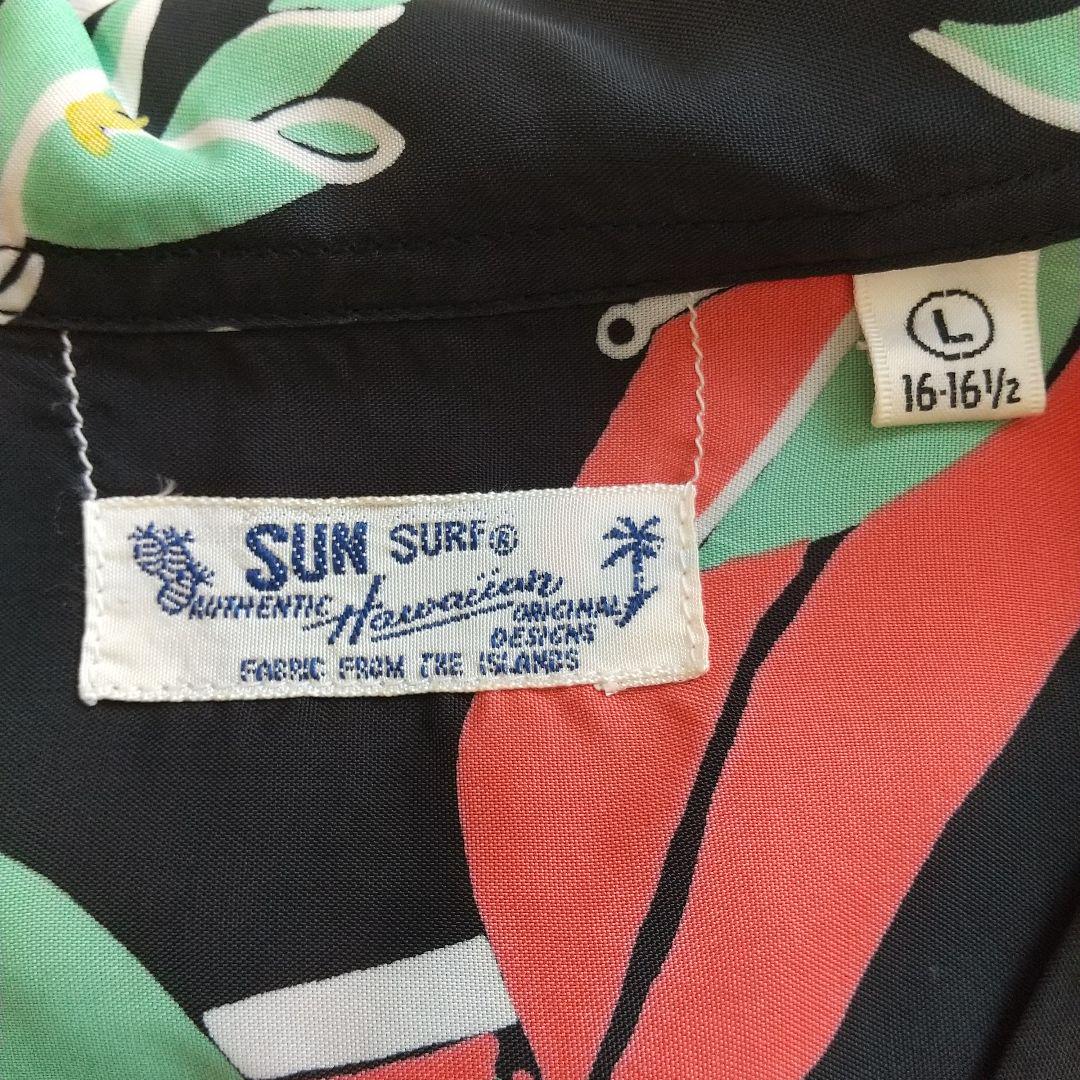 L
16-16½
SUN SURF®
AUTHENTIC Hawaiian ORIGINAL
DESIGNS
FABRIC FROM THE ISLANDS